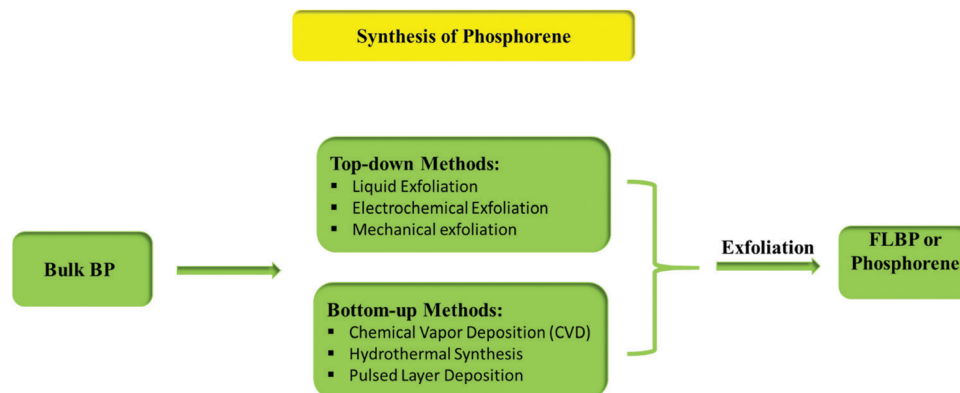 Synthesis of Phosphorene
Bulk BP
Top-down Methods:
▪ Liquid Exfoliation
▪ Electrochemical Exfoliation
▪ Mechanical exfoliation
Bottom-up Methods:
▪ Chemical Vapor Deposition (CVD)
▪ Hydrothermal Synthesis
▪ Pulsed Layer Deposition
Exfoliation
FLBP or
Phosphorene